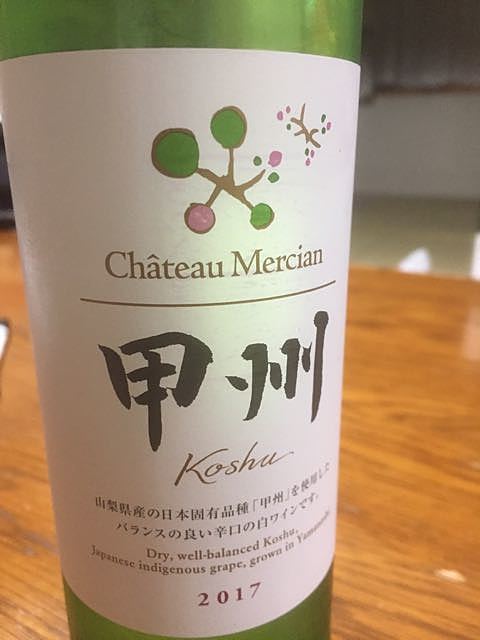 Château Mercian
甲州
Koshu
山梨県産の日本固有品種「甲州」を使用した
バランスの良い辛口の白ワインです。
Dry, well-balanced Koshu,
Japanese indigenous grape, grown in Yamanashi.
2017